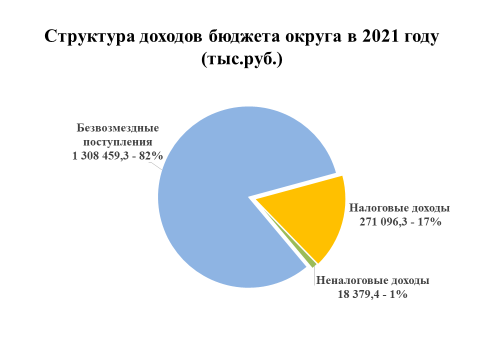 Структура доходов бюджета округа в 2021 году
(тыс.руб.)
Безвозмездные
поступления
1 308 459,3 - 82%
Налоговые доходы
271 096,3 - 17%
Неналоговые доходы
18 379,4 - 1%